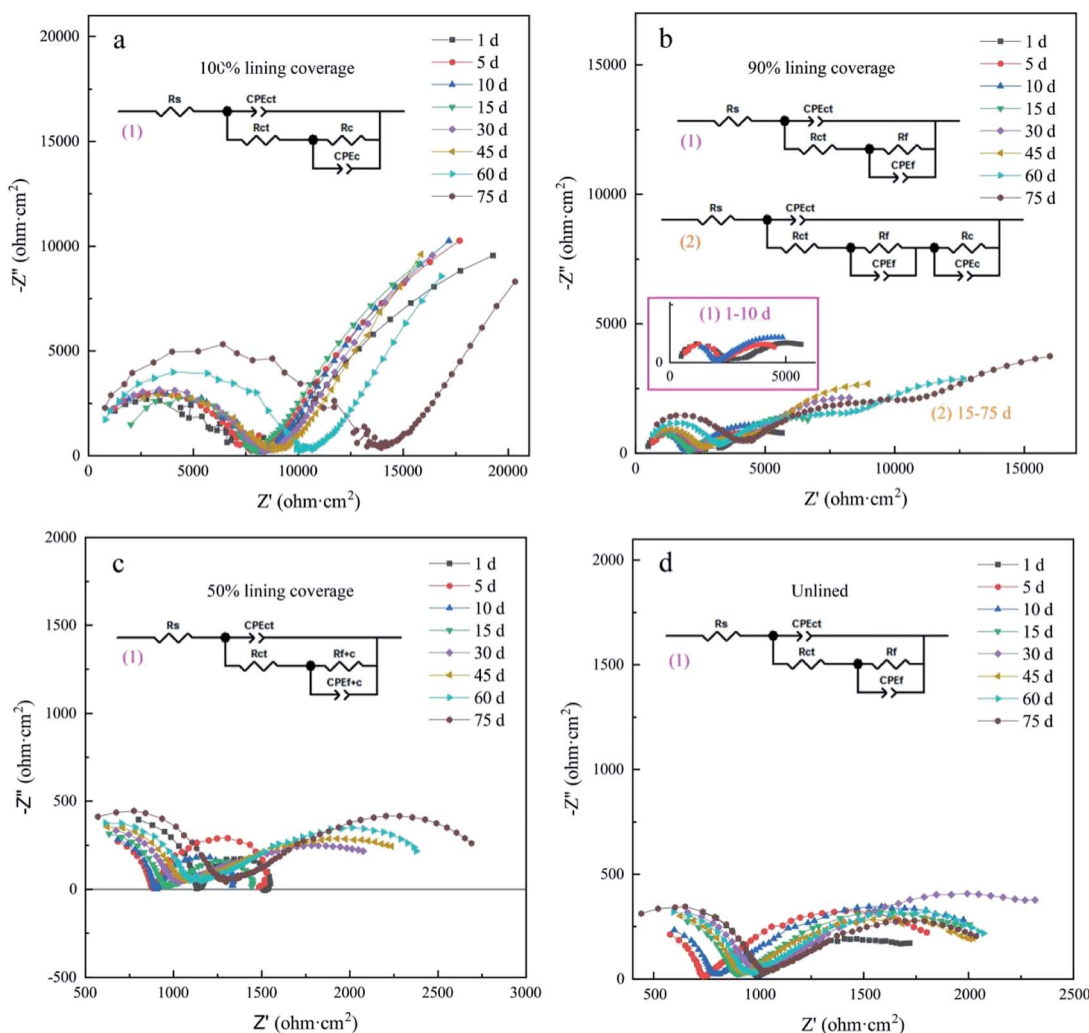 a
100% lining coverage
1 d
5 d
10 d
15 d
30 d
45 d
60 d
75 d
Rs
CPEct
Rct
Rc
CPEc
(1)
20000
15000
10000
5000
0
-Z" (ohm·cm²)
0 5000 10000 15000 20000
Z' (ohm·cm²)
b
90% lining coverage
1 d
5 d
10 d
15 d
30 d
45 d
60 d
75 d
Rs
CPEct
Rct
Rf
CPEf
(1)
Rs
CPEct
Rct
Rf
Rc
CPEf
CPEc
(2)
(1) 1-10 d
0
5000
(2) 15-75 d
15000
10000
5000
0
-Z" (ohm·cm²)
0 5000 10000 15000
Z' (ohm·cm²)
c
50% lining coverage
1 d
5 d
10 d
15 d
30 d
45 d
60 d
75 d
Rs
CPEct
Rct
Rf+c
CPEf+c
(1)
2000
1500
1000
500
0
-500
-Z" (ohm·cm²)
500 1000 1500 2000 2500 3000
Z' (ohm·cm²)
d
Unlined
1 d
5 d
10 d
15 d
30 d
45 d
60 d
75 d
Rs
CPEct
Rct
Rf
CPEf
(1)
2000
1500
1000
500
0
-Z" (ohm·cm²)
500 1000 1500 2000 2500
Z' (ohm·cm²)